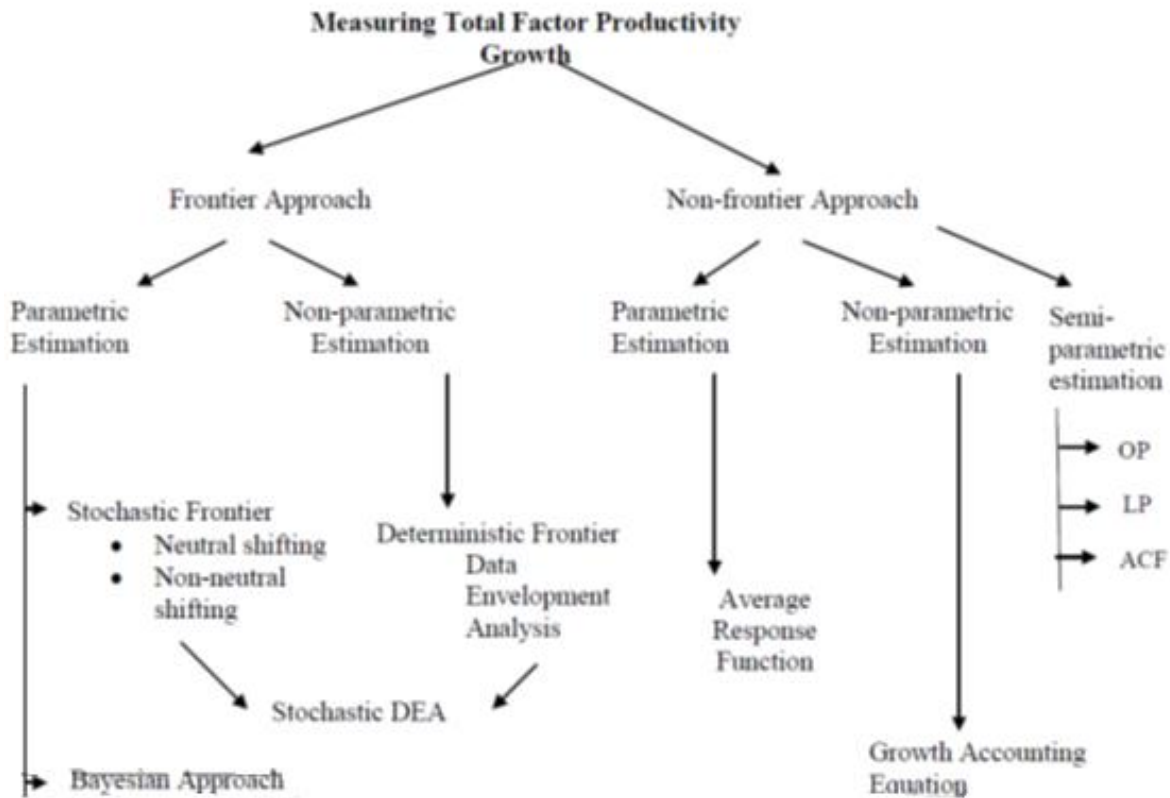 Measuring Total Factor Productivity
Growth
Frontier Approach
Non-frontier Approach
Parametric
Estimation
Non-parametric
Estimation
Parametric
Estimation
Non-parametric
Estimation
Semi-
parametric
estimation
OP
LP
ACF
Stochastic Frontier
• Neutral shifting
• Non-neutral
shifting
Deterministic Frontier
Data
Envelopment
Analysis
Average
Response
Function
Stochastic DEA
Growth Accounting
Equation
Bayesian Approach